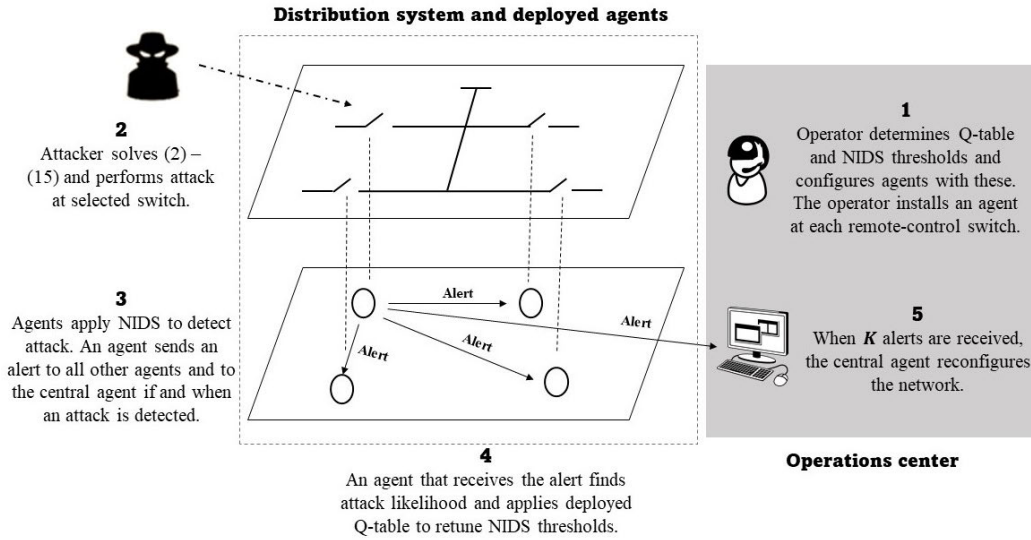 Distribution system and deployed agents
2
Attacker solves (2) –
(15) and performs attack
at selected switch.
1
Operator determines Q-table
and NIDS thresholds and
configures agents with these.
The operator installs an agent
at each remote-control switch.
3
Agents apply NIDS to detect
attack. An agent sends an
alert to all other agents and to
the central agent if and when
an attack is detected.
Alert
Alert
Alert
Alert
5
When K alerts are received,
the central agent reconfigures
the network.
4
An agent that receives the alert finds
attack likelihood and applies deployed
Q-table to retune NIDS thresholds.
Operations center